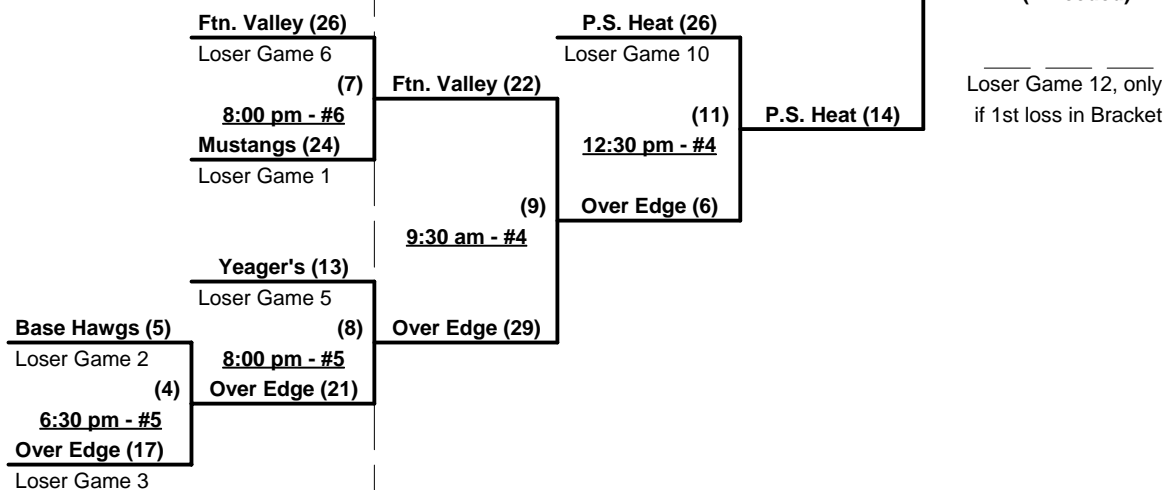 Ftn. Valley (26)
Loser Game 6
(7)
8:00 pm - #6
Mustangs (24)
Loser Game 1
Ftn. Valley (22)
P.S. Heat (26)
Loser Game 10
(11)
12:30 pm - #4
P.S. Heat (14)
Loser Game 12, only
if 1st loss in Bracket
(9)
9:30 am - #4
Over Edge (6)
Yeager's (13)
Loser Game 5
(8)
8:00 pm - #5
Over Edge (29)
Base Hawgs (5)
Loser Game 2
(4)
6:30 pm - #5
Over Edge (21)
Over Edge (17)
Loser Game 3